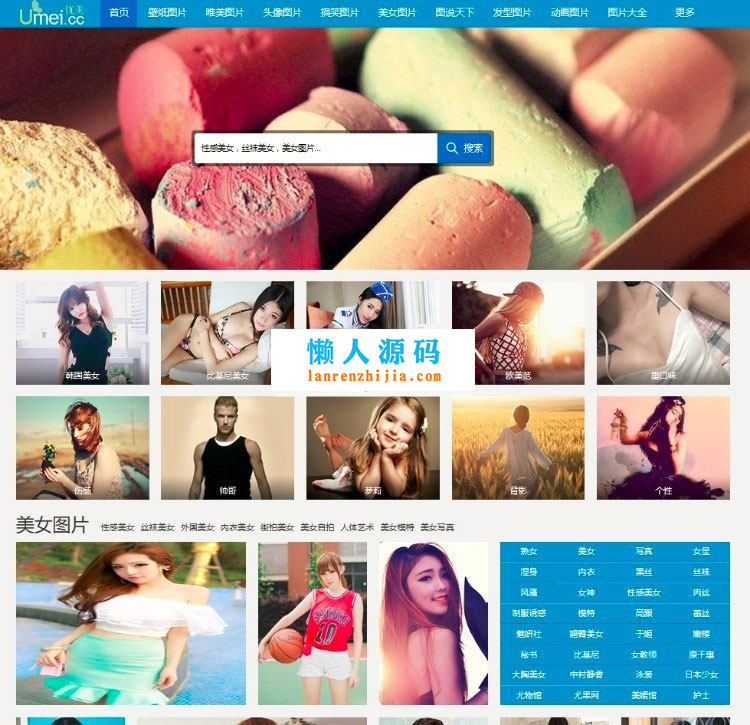 Umei.cc 优美
首页 壁纸图片 唯美图片 头像图片 搞笑图片 美女图片 图说天下 发型图片 动画图片 图片大全 更多
性感美女，丝袜美女，美女图片... 搜索
懒人源码
lanrenzhijia.com
韩国美女 比基尼美女 欧美范 重口味
伤感 帅哥 萝莉 背影 个性
美女图片 性感美女 丝袜美女 外国美女 内衣美女 街拍美女 美女自拍 人体艺术 美女模特 美女写真
熟女 美女 写真 女星
湿身 内衣 黑丝 丝袜
风骚 女神 性感美女 肉丝
制服诱惑 模特 高跟 蕾丝
魅妍社 翘臀美女 于姬 嫩模
秘书 比基尼 女教师 原干惠
大胸美女 中村静香 泳装 日本少女
尤物馆 尤果网 美媛馆 护士